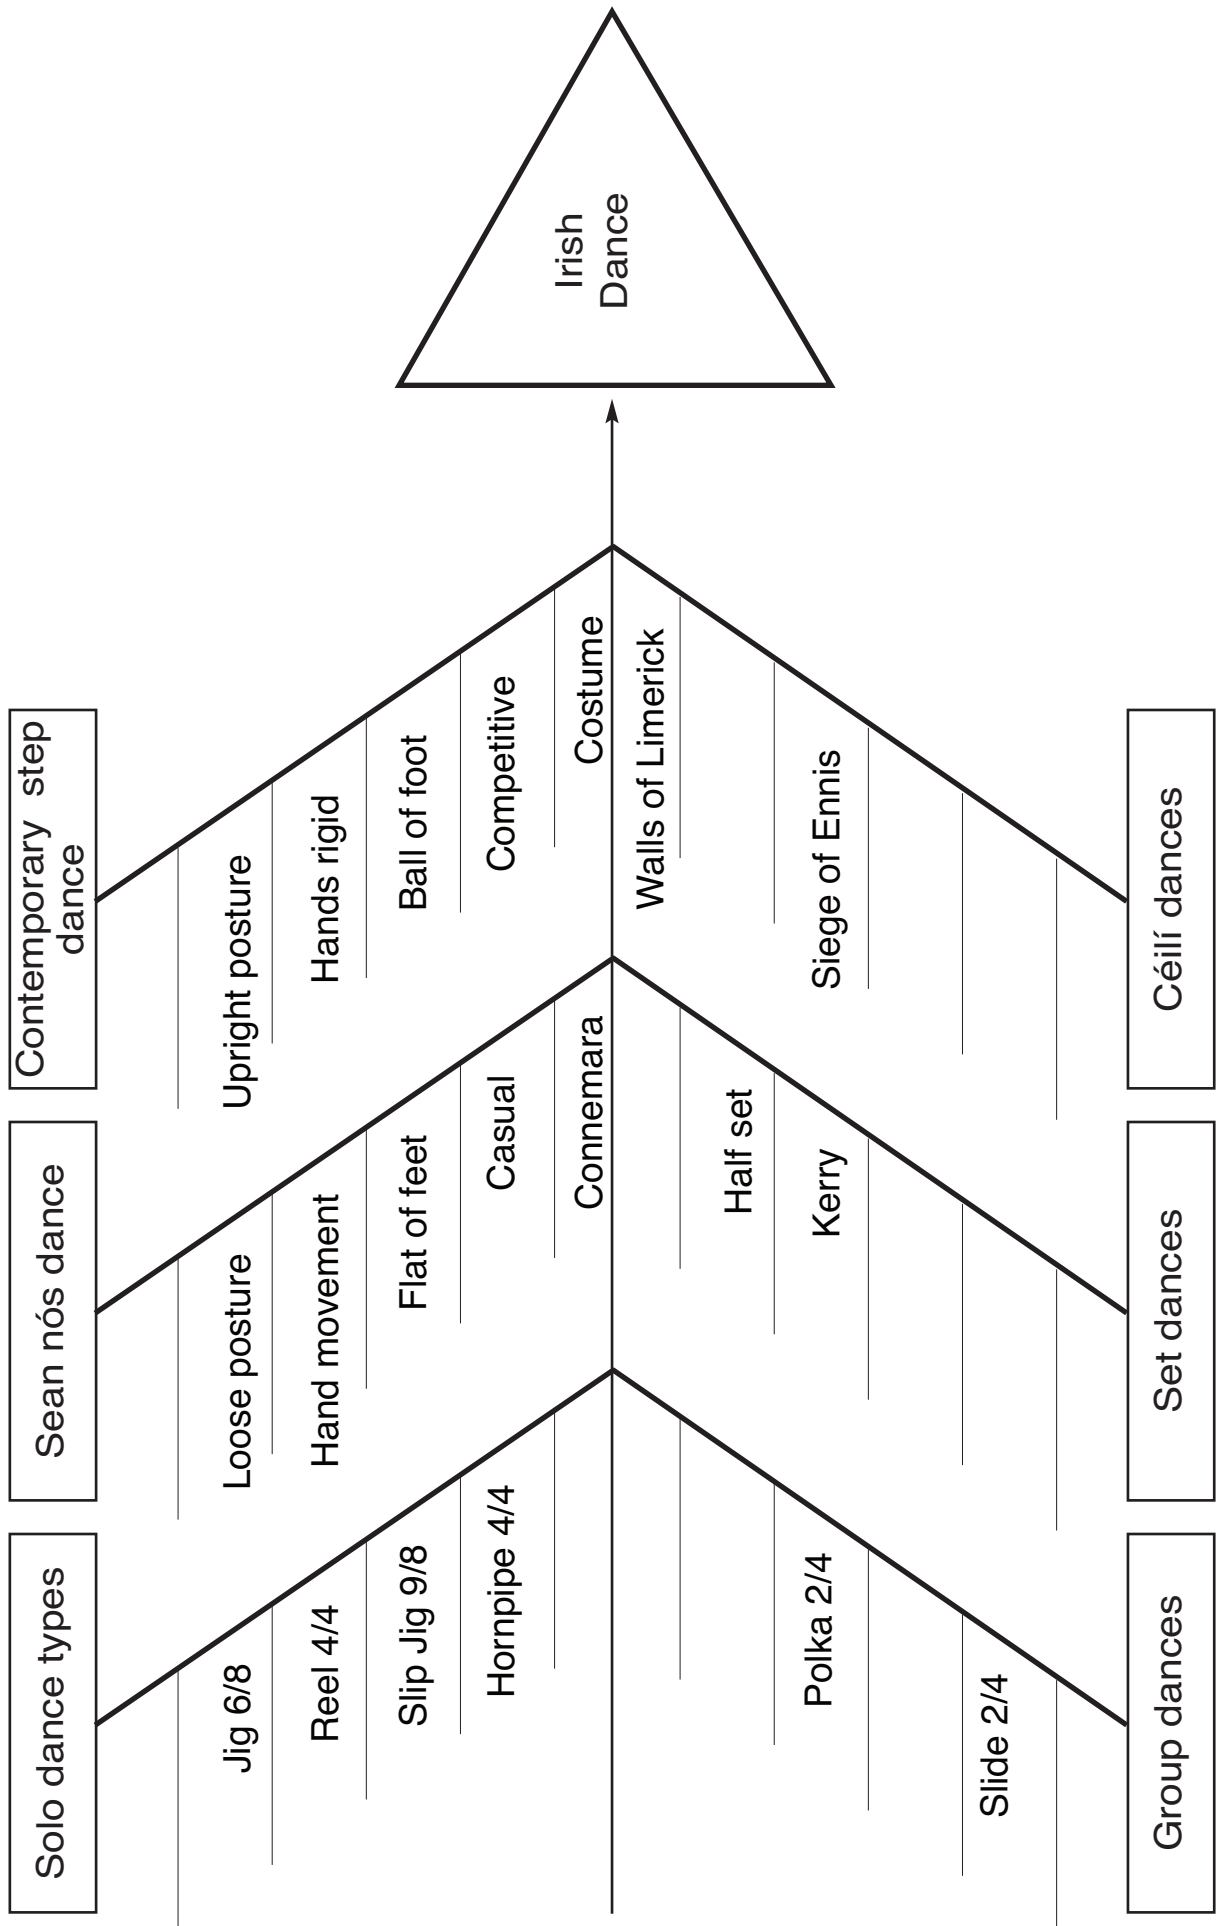 Solo dance types
Jig 6/8
Reel 4/4
Slip Jig 9/8
Hornpipe 4/4
Sean nós dance
Loose posture
Hand movement
Flat of feet
Casual
Connemara
Contemporary step
dance
Upright posture
Hands rigid
Ball of foot
Competitive
Costume
Irish
Dance
Polka 2/4
Slide 2/4
Group dances
Half set
Kerry
Set dances
Walls of Limerick
Siege of Ennis
Céilí dances